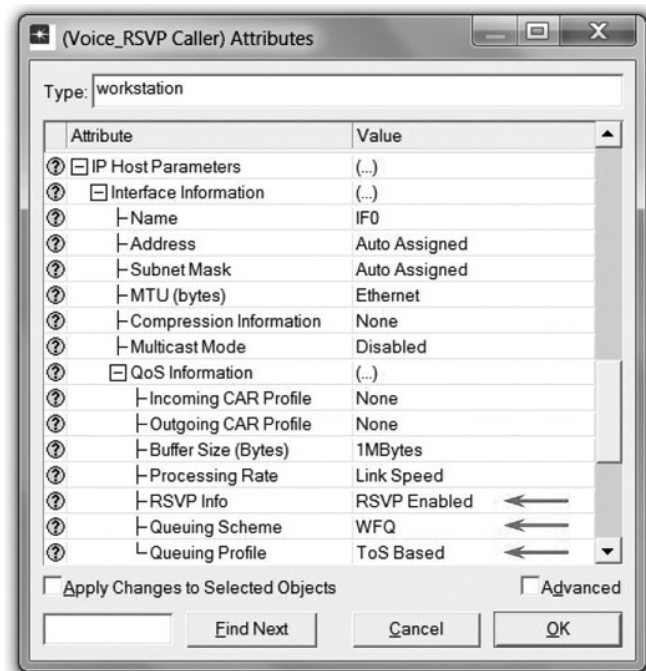 (Voice_RSVP Caller) Attributes
Type: workstation
Attribute Value
IP Host Parameters (...)
Interface Information (...)
Name IF0
Address Auto Assigned
Subnet Mask Auto Assigned
MTU (bytes) Ethernet
Compression Information None
Multicast Mode Disabled
QoS Information (...)
Incoming CAR Profile None
Outgoing CAR Profile None
Buffer Size (Bytes) 1MBytes
Processing Rate Link Speed
RSVP Info RSVP Enabled
Queuing Scheme WFQ
Queuing Profile ToS Based
Apply Changes to Selected Objects Advanced
Find Next Cancel OK